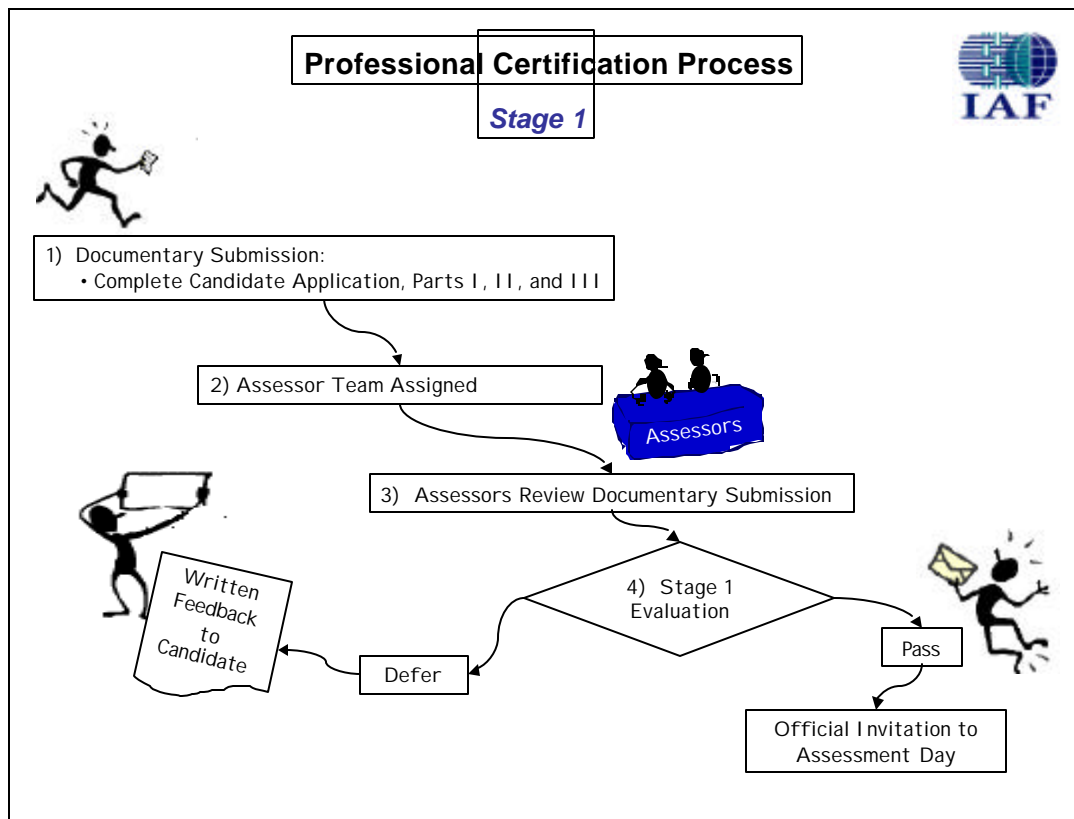 Professional Certification Process
Stage 1
IAF
1) Documentary Submission:
• Complete Candidate Application, Parts I, II, and III
2) Assessor Team Assigned
Assessors
3) Assessors Review Documentary Submission
4) Stage 1
Evaluation
Written
Feedback
to
Candidate
Pass
Defer
Official Invitation to
Assessment Day